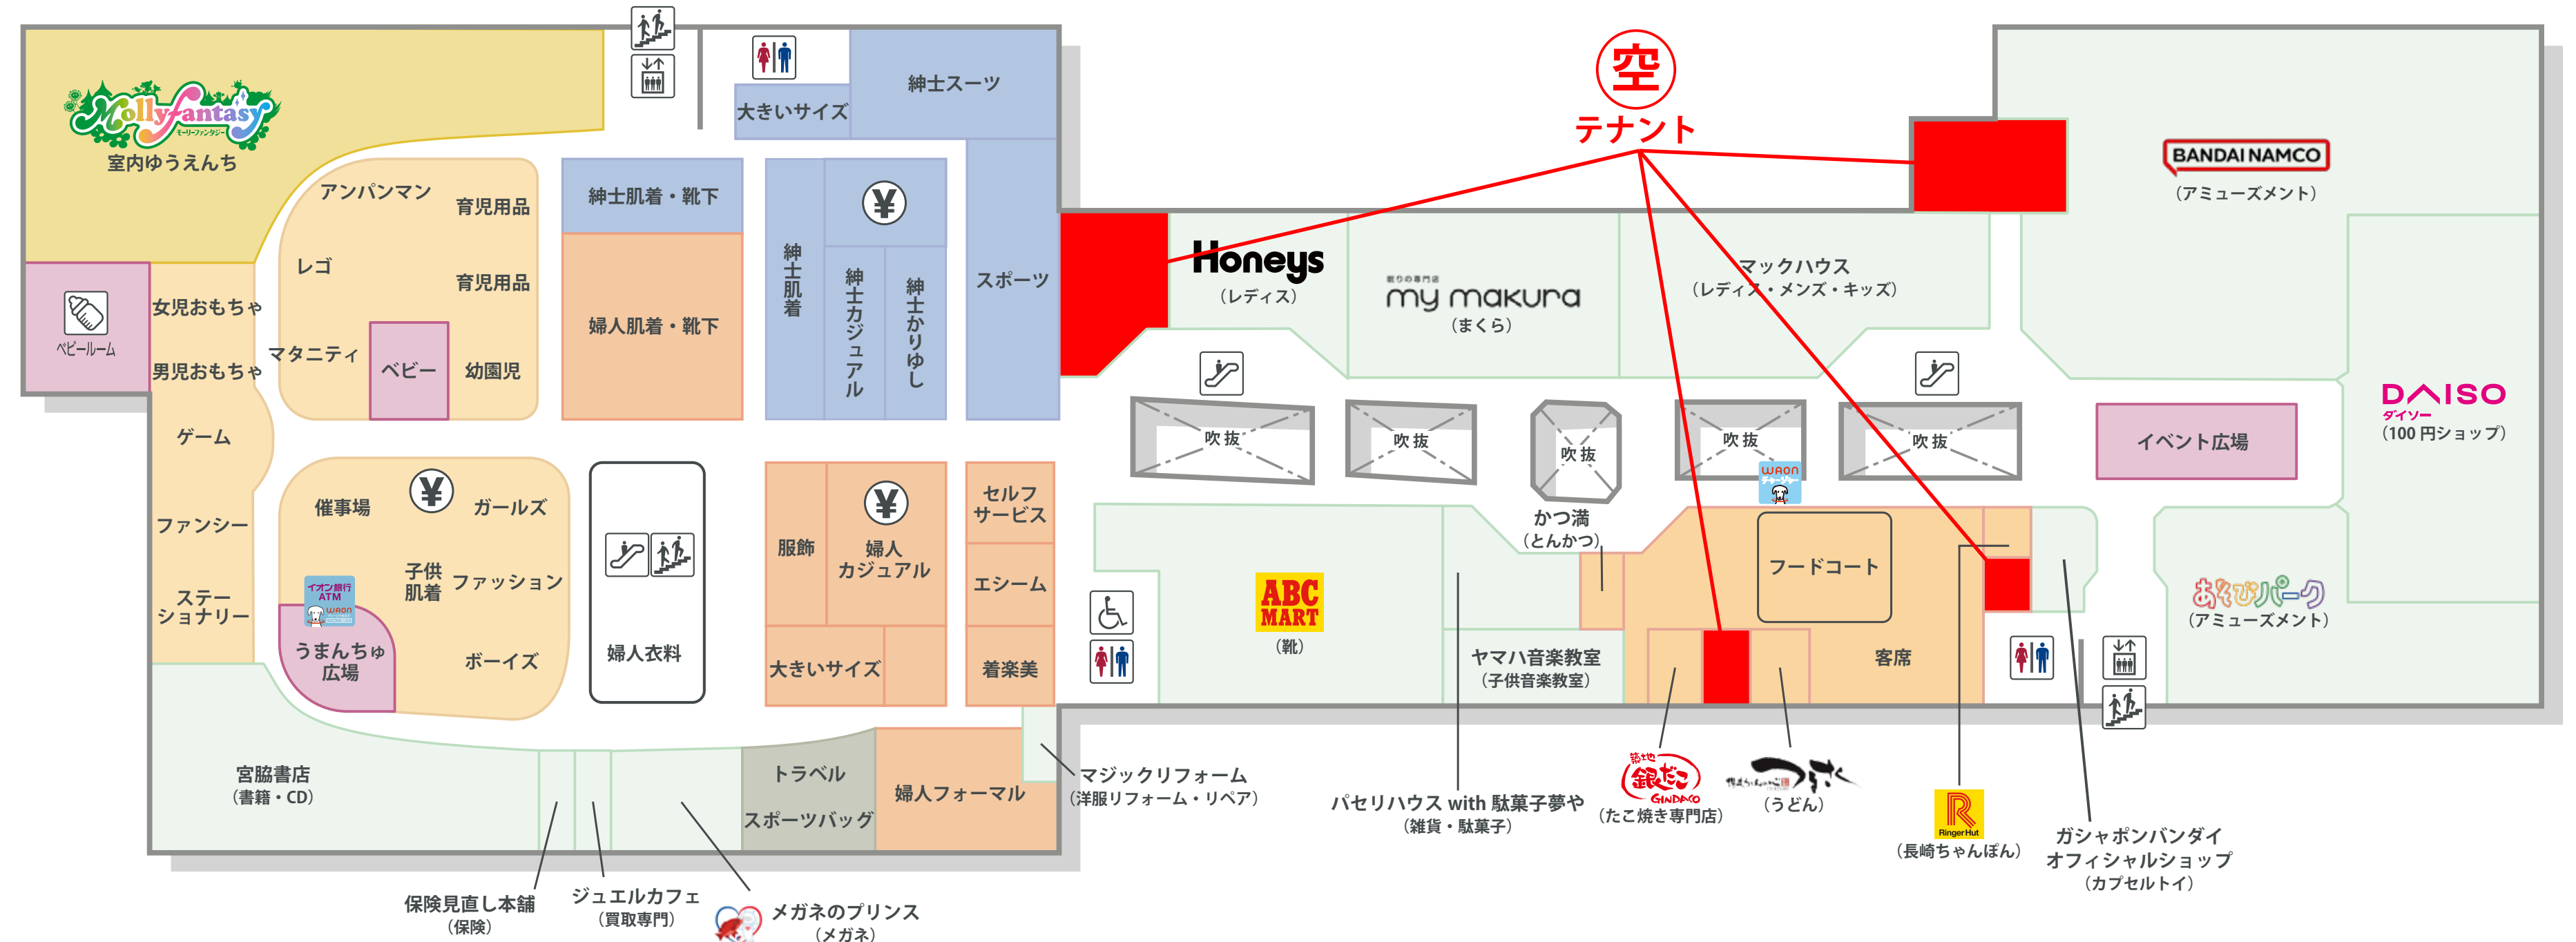 Mollyfantasy
モーリーファンタジー
室内ゆうえんち
ベビールーム
女児おもちゃ
男児おもちゃ
ゲーム
ファンシー
ステー
ショナリー
アンパンマン
育児用品
レゴ
育児用品
マタニティ
ベビー
幼園児
催事場
¥
ガールズ
子供
肌着
ファッション
イオン銀行
ATM
WAON
うまんちゅ
広場
ボーイズ
大きいサイズ
紳士スーツ
紳士肌着・靴下
婦人肌着・靴下
紳士肌着
¥
紳士カジュアル
紳士かりゆし
スポーツ
婦人衣料
服飾
¥
婦人
カジュアル
大きいサイズ
セルフ
サービス
エシーム
着楽美
宮脇書店
(書籍・CD)
トラベル
スポーツバッグ
婦人フォーマル
マジックリフォーム
(洋服リフォーム・リペア)
保険見直し本舗
(保険)
ジュエルカフェ
(買取専門)
メガネのプリンス
(メガネ)
空
テナント
Honeys
(レディス)
眠りの専門店
my makura
(まくら)
マックハウス
(レディス・メンズ・キッズ)
BANDAI NAMCO
(アミューズメント)
DAISO
ダイソー
(100円ショップ)
吹抜
吹抜
吹抜
吹抜
吹抜
WAON
チャージャー
イベント広場
ABC
MART
(靴)
かつ満
(とんかつ)
フードコート
客席
ヤマハ音楽教室
(子供音楽教室)
あそびパーク
(アミューズメント)
パセリハウス with 駄菓子夢や
(雑貨・駄菓子)
築地
銀だこ
GINDACO
(たこ焼き専門店)
(うどん)
RingerHut
(長崎ちゃんぽん)
ガシャポンバンダイ
オフィシャルショップ
(カプセルトイ)